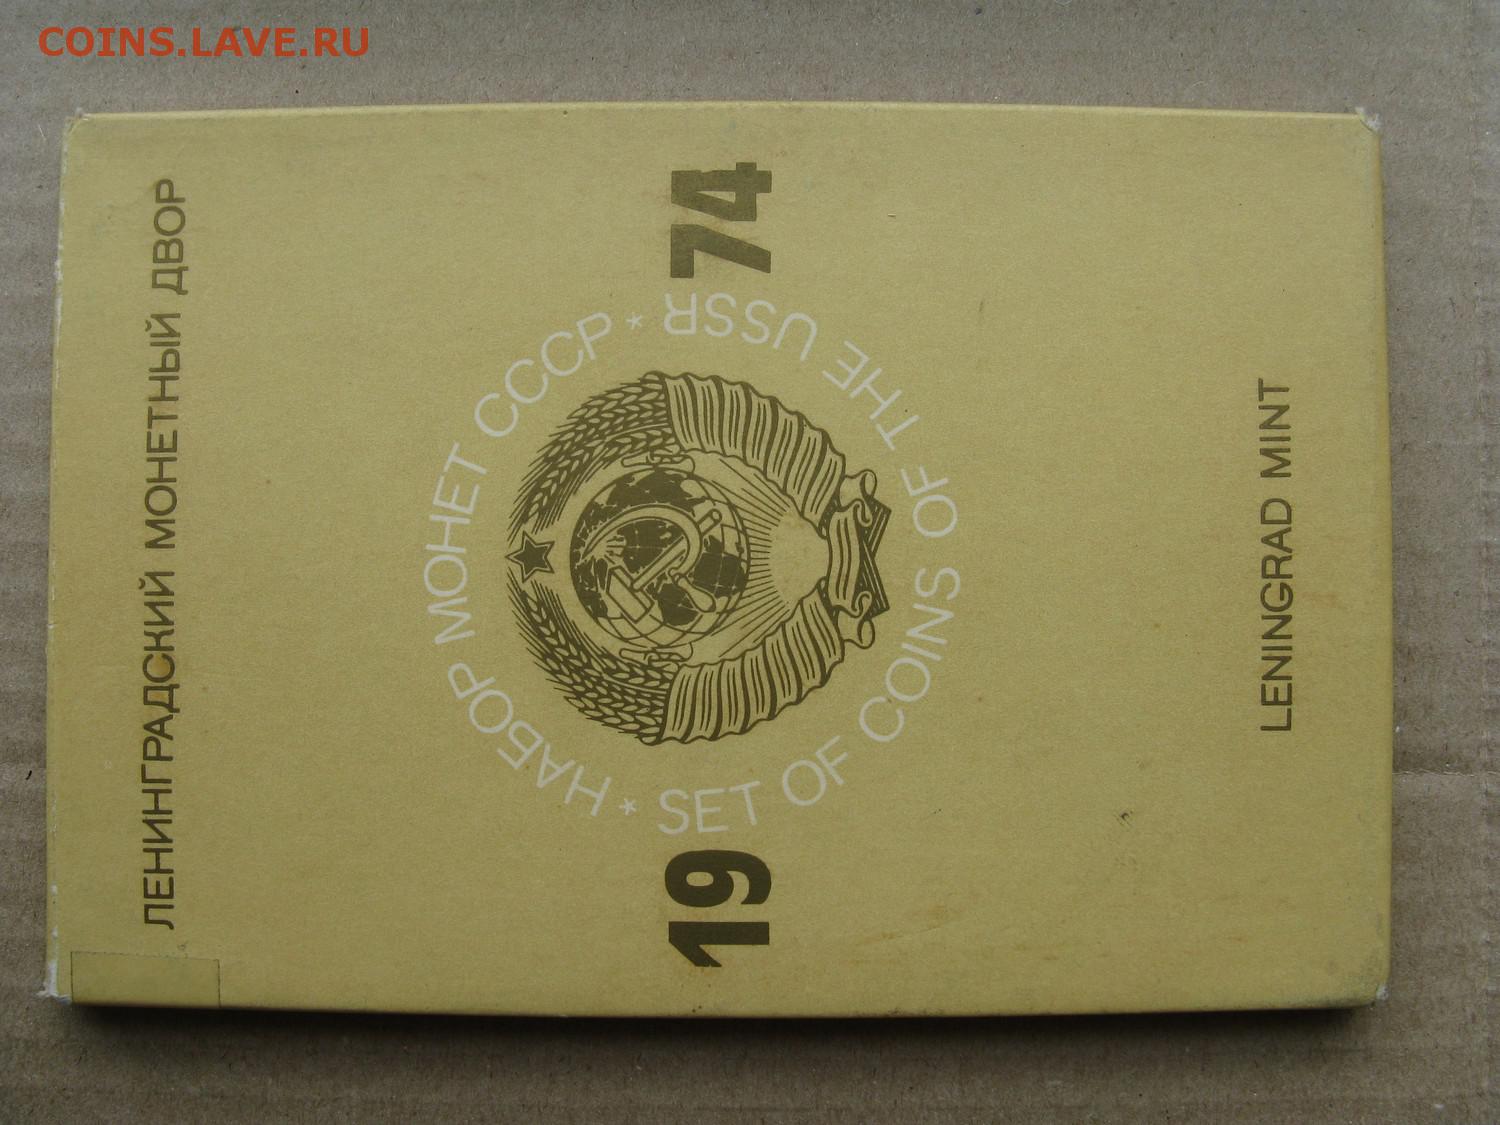 COINS.LAVE.RU
ЛЕНИНГРАДСКИЙ МОНЕТНЫЙ ДВОР
НАБОР МОНЕТ СССР *
19 74
* SET OF COINS OF THE USSR
LENINGRAD MINT